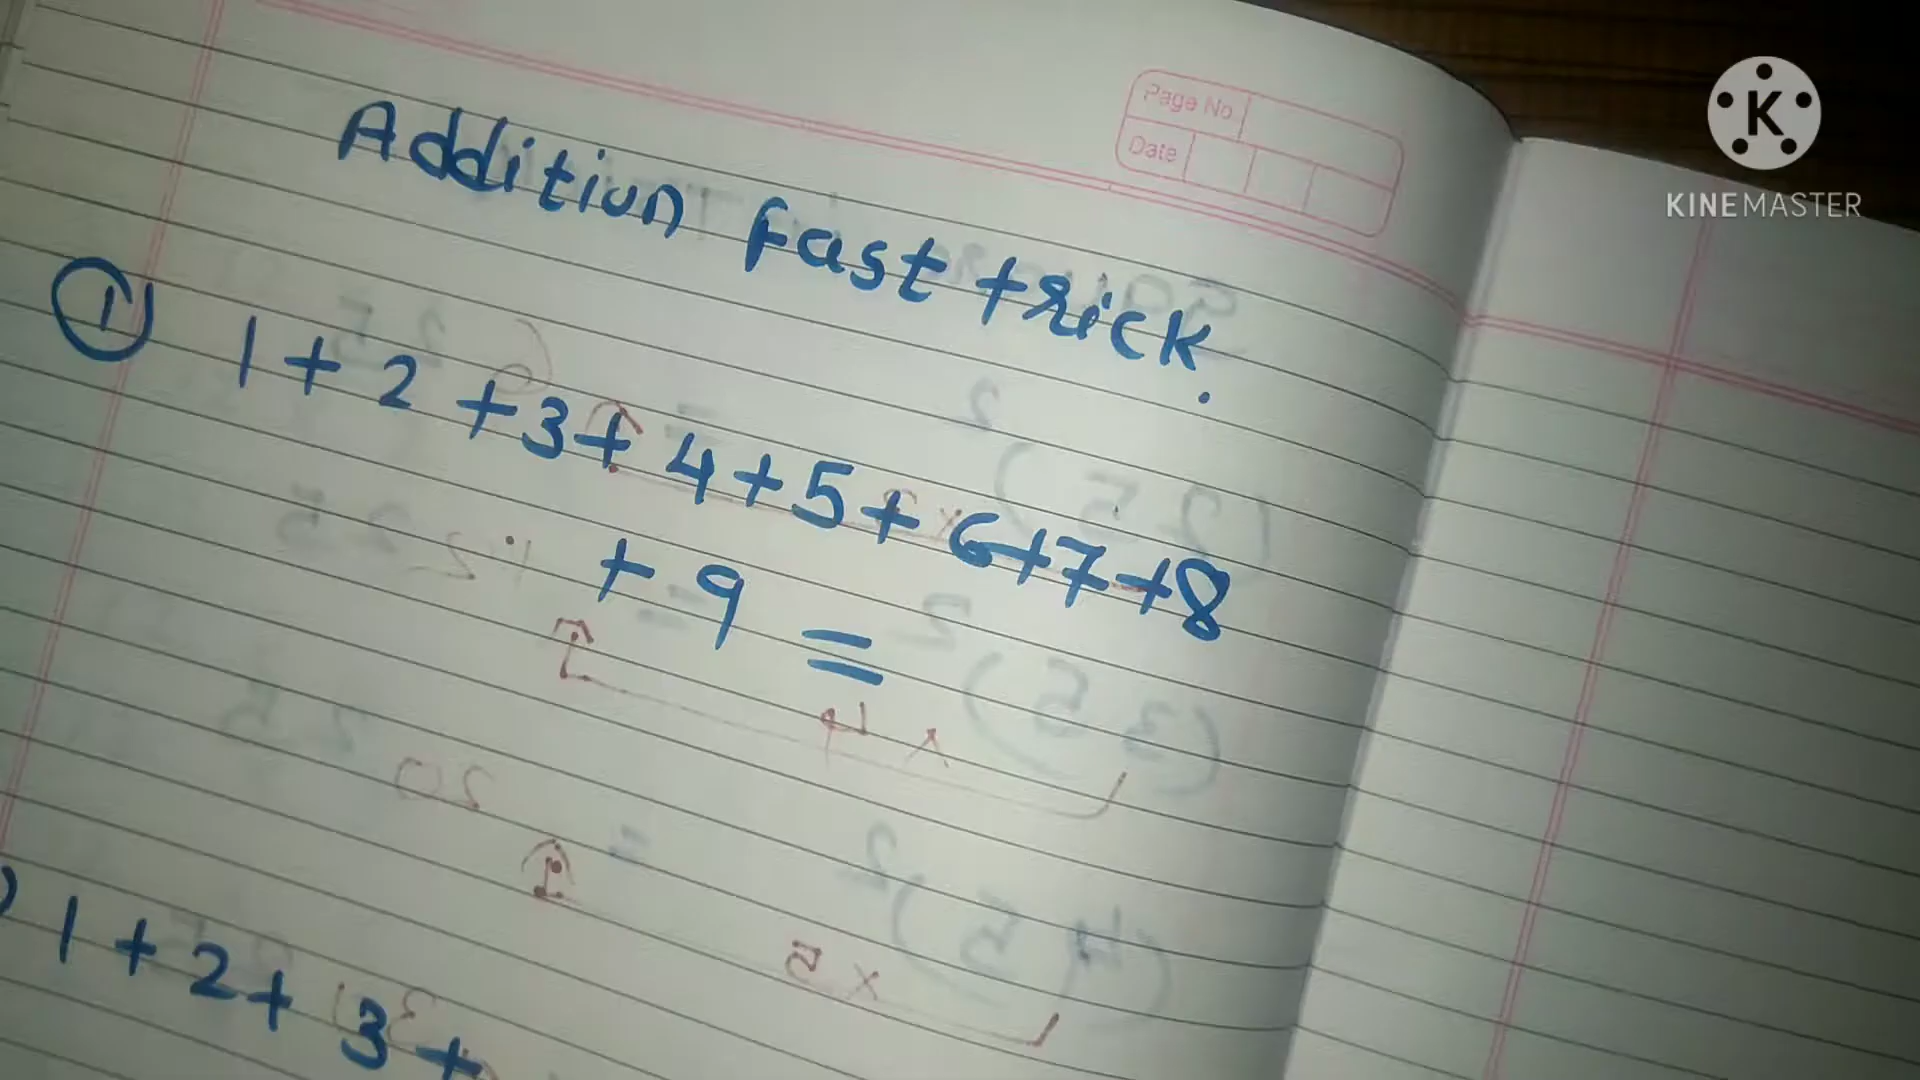 Page No.
Date
KINEMASTER
Addition fast trick.
① 1 + 2 + 3 + 4 + 5 + 6 + 7 + 8
+ 9 =
) 1 + 2 + 3 +